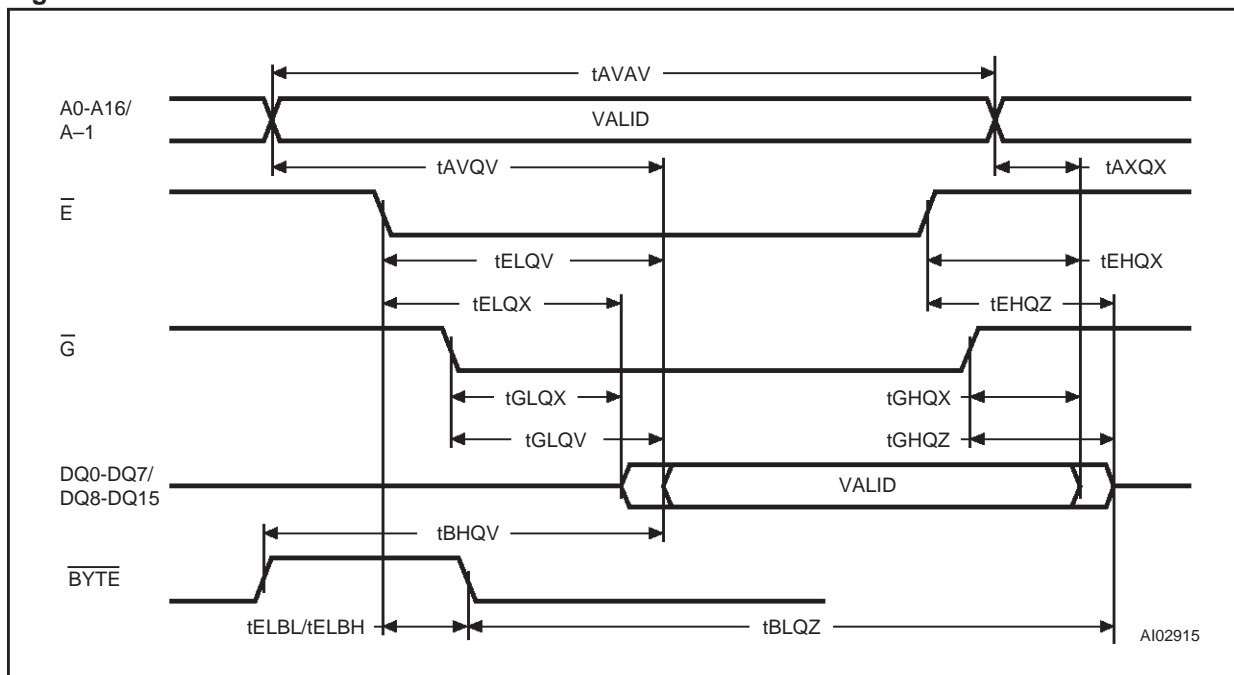 tAVAV
A0-A16/
A–1
VALID
tAVQV
tAXQX
E
tELQV
tEHQX
tELQX
tEHQZ
G
tGLQX
tGHQX
tGLQV
tGHQZ
DQ0-DQ7/
DQ8-DQ15
VALID
tBHQV
BYTE
tELBL/tELBH
tBLQZ
AI02915